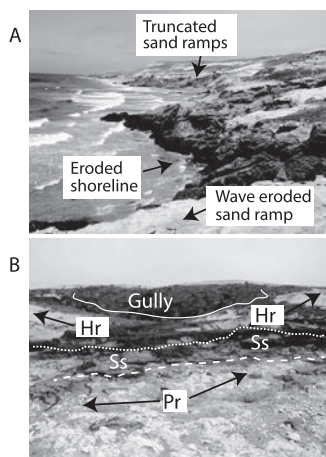 A
Truncated
sand ramps
Eroded
shoreline
Wave eroded
sand ramp
B
Gully
Hr
Hr
Ss
Ss
Pr